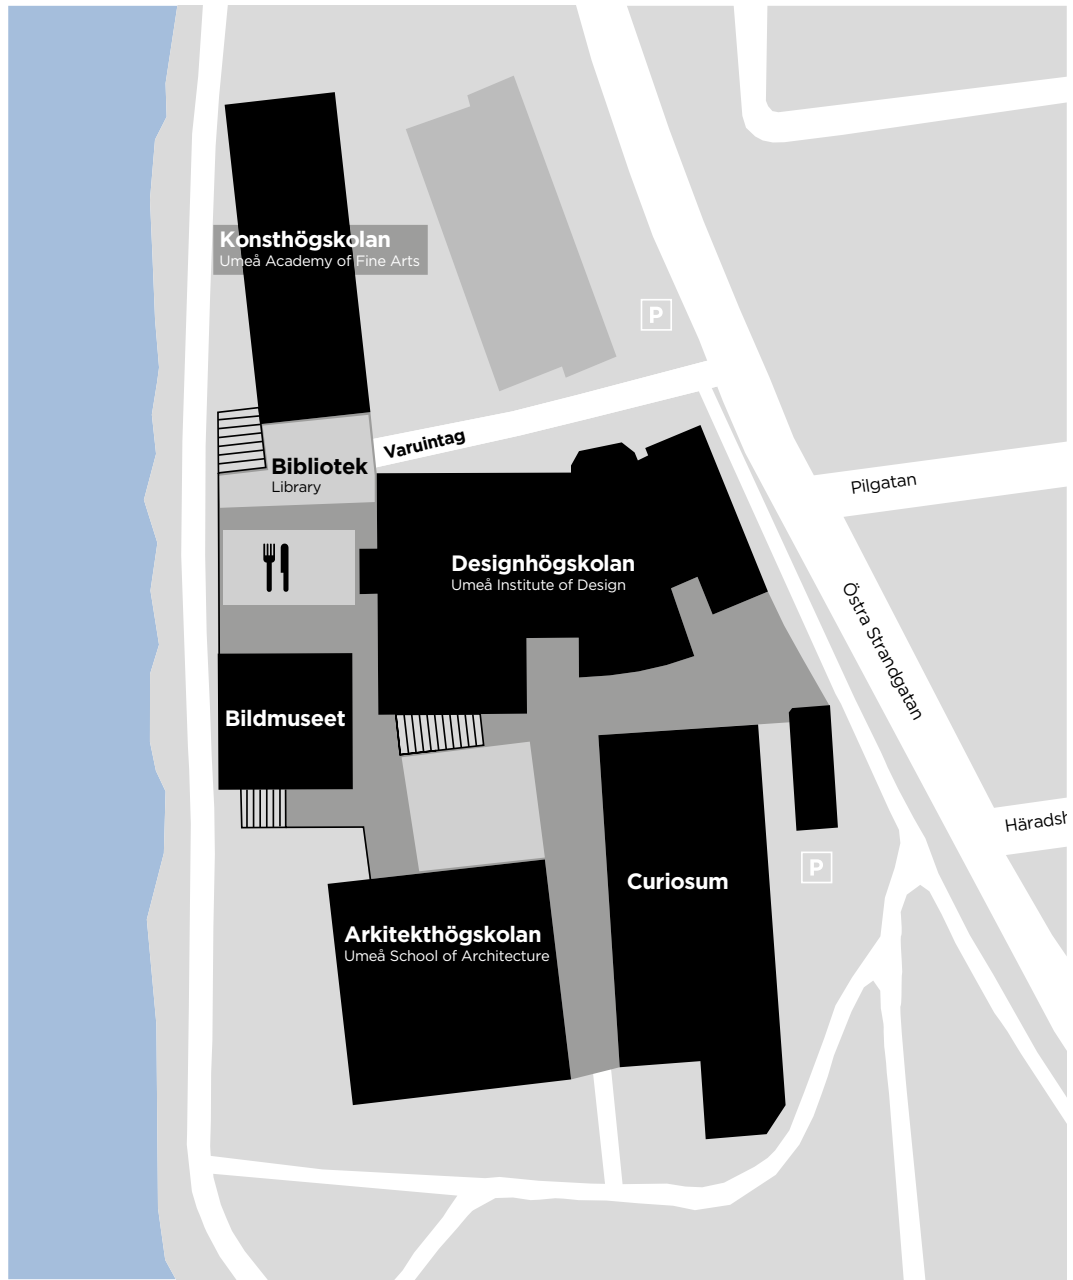 Konsthögskolan
Umeå Academy of Fine Arts
P
Varuintag
Bibliotek
Library
Pilgatan
Designhögskolan
Umeå Institute of Design
Östra Strandgatan
Bildmuseet
Häradsh
Curiosum
P
Arkitekthögskolan
Umeå School of Architecture